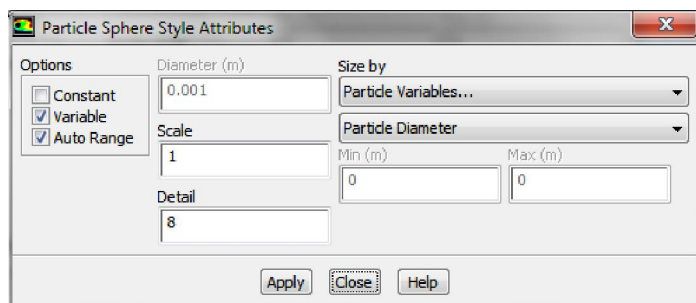 Particle Sphere Style Attributes
Options
Constant
Variable
Auto Range
Diameter (m)
0.001
Scale
1
Detail
8
Size by
Particle Variables...
Particle Diameter
Min (m)
0
Max (m)
0
Apply
Close
Help